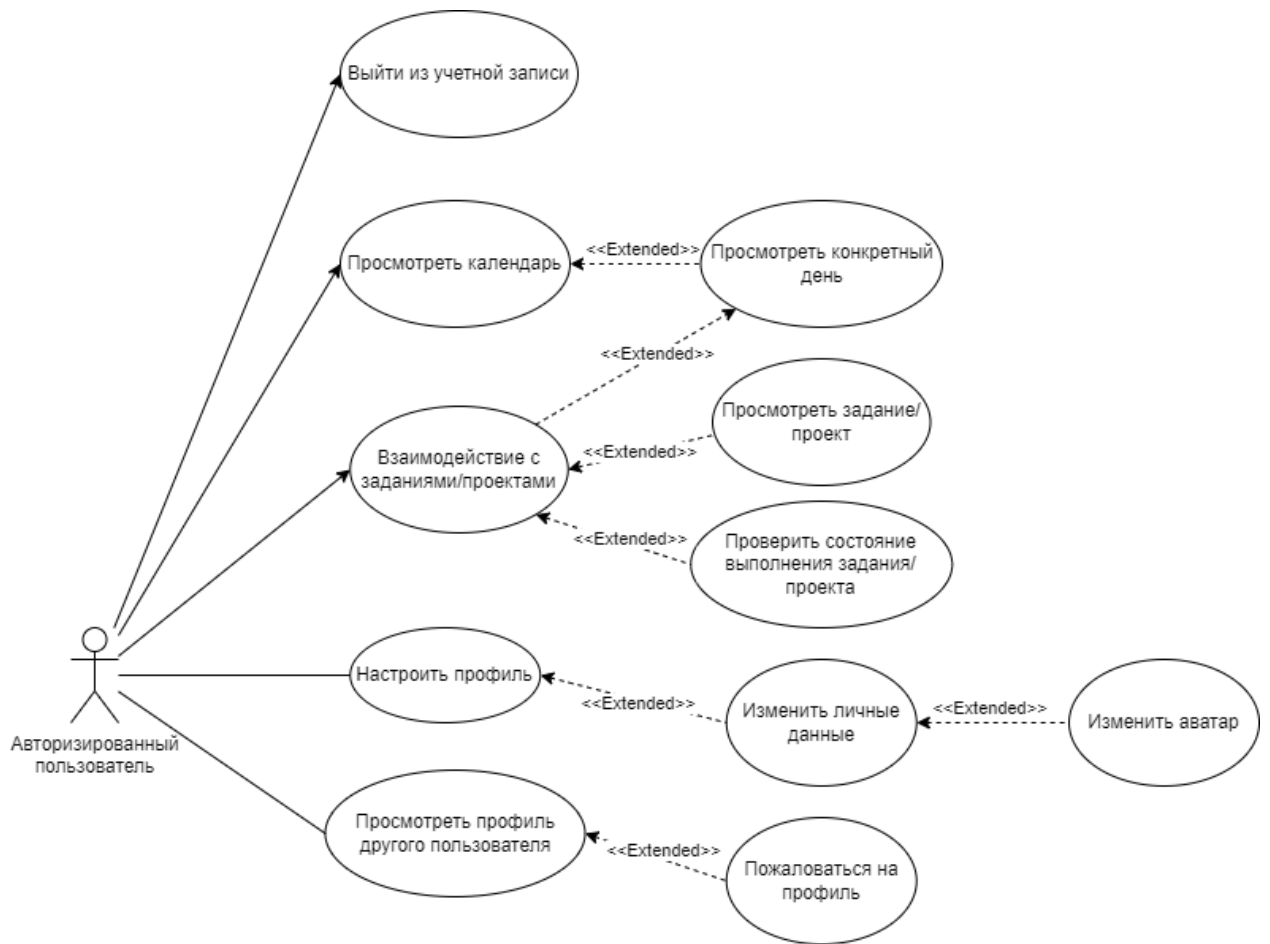 Выйти из учетной записи
Просмотреть календарь
<<Extended>>
Просмотреть конкретный
день
<<Extended>>
Взаимодействие с
заданиями/проектами
<<Extended>>
Просмотреть задание/
проект
<<Extended>>
Проверить состояние
выполнения задания/
проекта
Авторизированный
пользователь
Настроить профиль
<<Extended>>
Изменить личные
данные
<<Extended>>
Изменить аватар
Просмотреть профиль
другого пользователя
<<Extended>>
Пожаловаться на
профиль